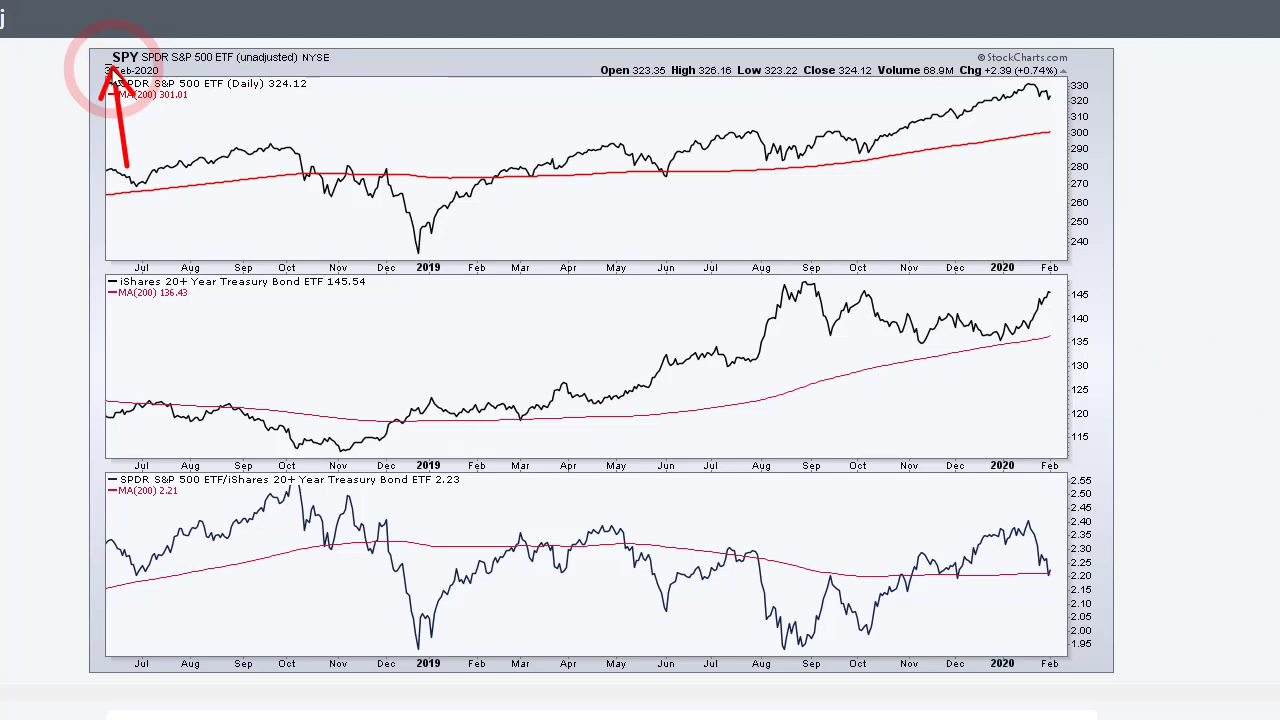 j
SPY SPDR S&P 500 ETF (unadjusted) NYSE
© StockCharts.com
Feb-2020
Open 323.35 High 326.16 Low 323.22 Close 324.12 Volume 68.9M Chg +2.39 (+0.74%)
SPDR S&P 500 ETF (Daily) 324.12
MA(200) 301.01
330
320
310
300
290
280
270
260
250
240
Jul Aug Sep Oct Nov Dec 2019 Feb Mar Apr May Jun Jul Aug Sep Oct Nov Dec 2020 Feb
iShares 20+ Year Treasury Bond ETF 145.54
MA(200) 136.43
145
140
135
130
125
120
115
Jul Aug Sep Oct Nov Dec 2019 Feb Mar Apr May Jun Jul Aug Sep Oct Nov Dec 2020 Feb
SPDR S&P 500 ETF/iShares 20+ Year Treasury Bond ETF 2.23
MA(200) 2.21
2.55
2.50
2.45
2.40
2.35
2.30
2.25
2.20
2.15
2.10
2.05
2.00
1.95
Jul Aug Sep Oct Nov Dec 2019 Feb Mar Apr May Jun Jul Aug Sep Oct Nov Dec 2020 Feb